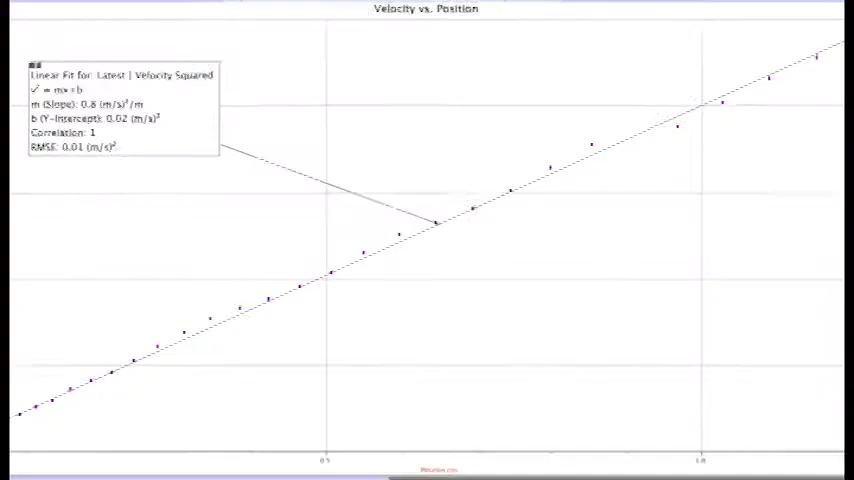 Velocity vs. Position
Linear Fit for: Latest | Velocity Squared
v² = mx+b
m (Slope): 0.8 (m/s)²/m
b (Y-Intercept): 0.02 (m/s)²
Correlation: 1
RMSE: 0.01 (m/s)²
0.5
1.0